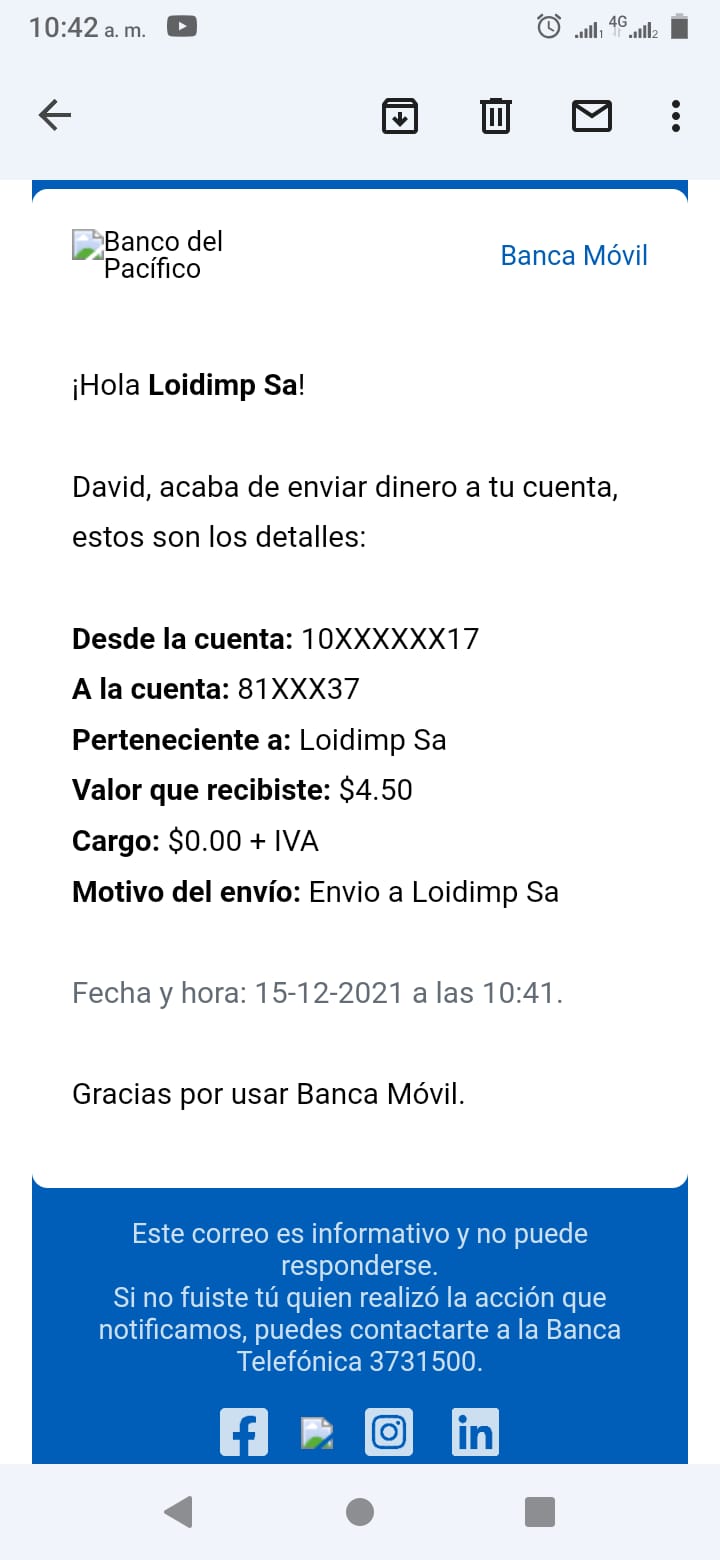 10:42 a. m.
4G
1
2
Banco del
Pacífico
Banca Móvil
¡Hola Loidimp Sa!
David, acaba de enviar dinero a tu cuenta,
estos son los detalles:
Desde la cuenta: 10XXXXXX17
A la cuenta: 81XXX37
Perteneciente a: Loidimp Sa
Valor que recibiste: $4.50
Cargo: $0.00 + IVA
Motivo del envío: Envio a Loidimp Sa
Fecha y hora: 15-12-2021 a las 10:41.
Gracias por usar Banca Móvil.
Este correo es informativo y no puede
responderse.
Si no fuiste tú quien realizó la acción que
notificamos, puedes contactarte a la Banca
Telefónica 3731500.
f
in